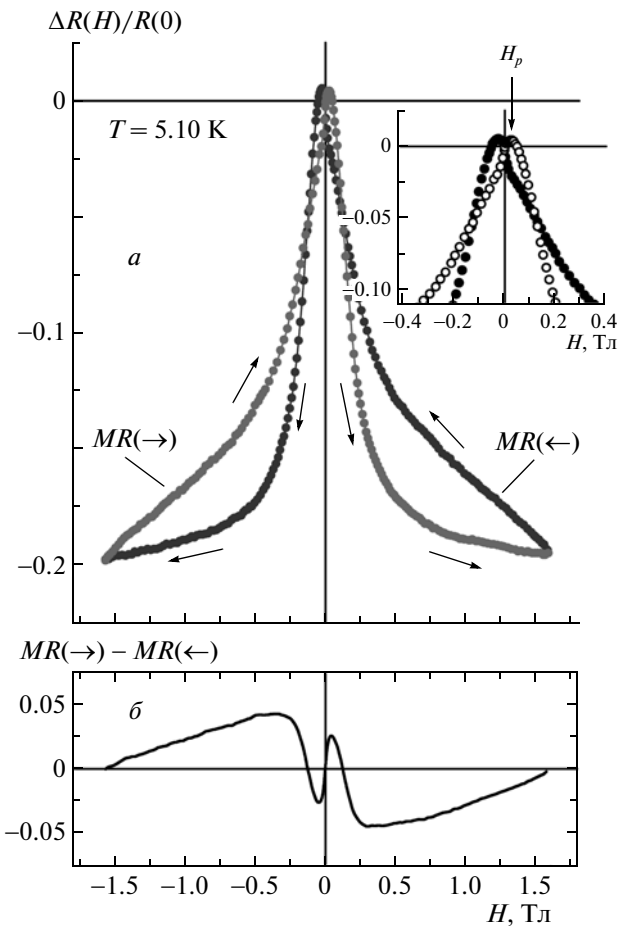 ΔR(H)/R(0)
0
−0.1
−0.2
T = 5.10 K
а
MR(→)
MR(←)
H_p
0
−0.05
−0.10
−0.4 −0.2 0 0.2 0.4
H, Тл
MR(→) − MR(←)
0.05
0
−0.05
б
−1.5 −1.0 −0.5 0 0.5 1.0 1.5
H, Тл